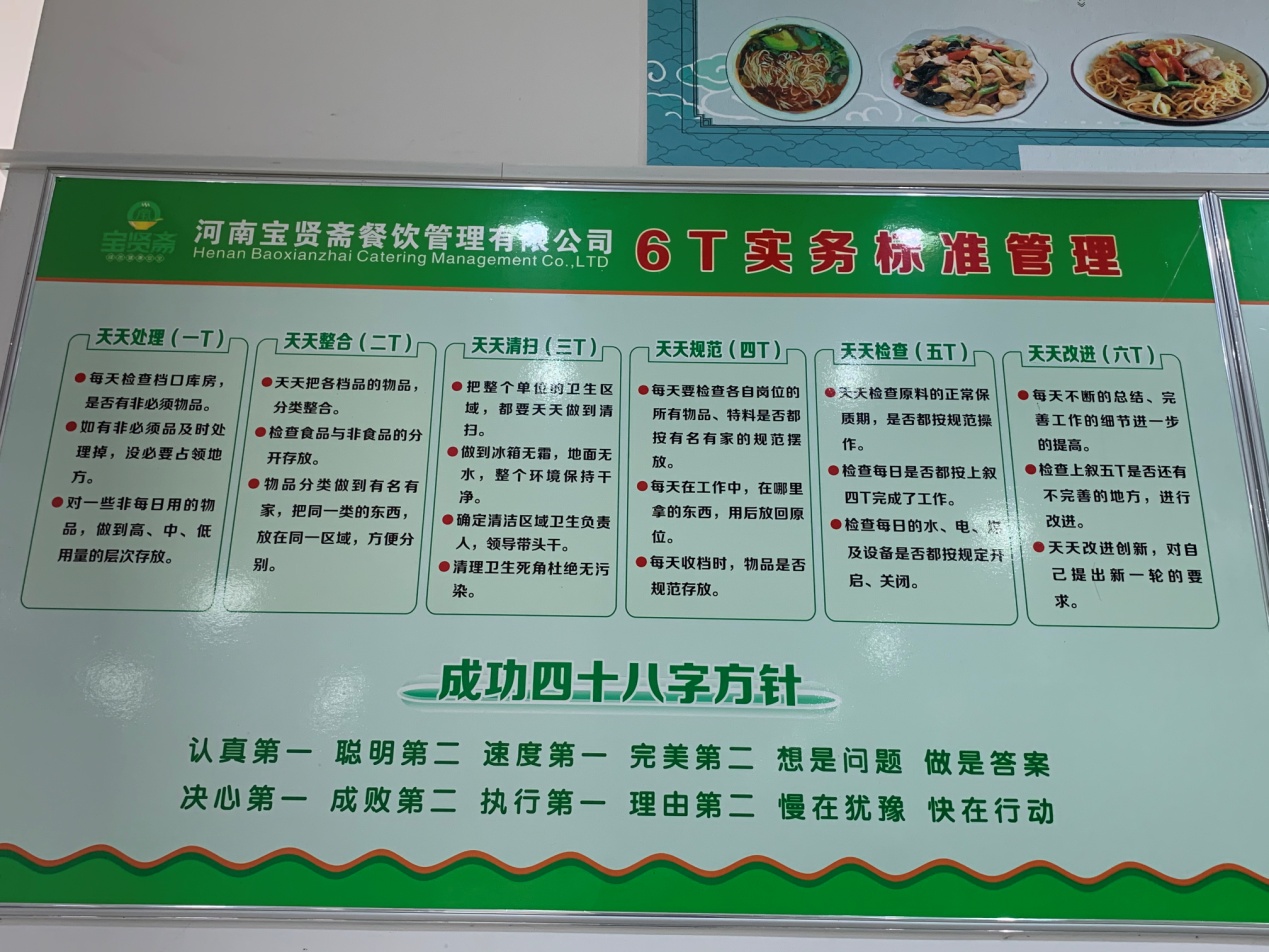 宝贤斋
河南宝贤斋餐饮管理有限公司
Henan Baoxianzhai Catering Management Co.,LTD
6T实务标准管理
天天处理（一T）
每天检查档口库房，
是否有非必须物品。
如有非必须品及时处
理掉，没必要占领地
方。
对一些非每日用的物
品，做到高、中、低
用量的层次存放。
天天整合（二T）
天天把各档品的物品，
分类整合。
检查食品与非食品的分
开存放。
物品分类做到有名有
家，把同一类的东西，
放在同一区域，方便分
别。
天天清扫（三T）
把整个单位的卫生区
域，都要天天做到清
扫。
做到冰箱无霜，地面无
水，整个环境保持干
净。
确定清洁区域卫生负责
人，领导带头干。
清理卫生死角杜绝无污
染。
天天规范（四T）
每天要检查各自岗位的
所有物品、特料是否都
按有名有家的规范摆
放。
每天在工作中，在哪里
拿的东西，用后放回原
位。
每天收档时，物品是否
规范存放。
天天检查（五T）
天天检查原料的正常保
质期，是否都按规范操
作。
检查每日是否都按上叙
四T完成了工作。
检查每日的水、电、
及设备是否都按规定开
启、关闭。
天天改进（六T）
每天不断的总结、完
善工作的细节进一步
的提高。
检查上叙五T是否还有
不完善的地方，进行
改进。
天天改进创新，对自
己提出新一轮的要
求。
成功四十八字方针
认真第一 聪明第二 速度第一 完美第二 想是问题 做是答案
决心第一 成败第二 执行第一 理由第二 慢在犹豫 快在行动